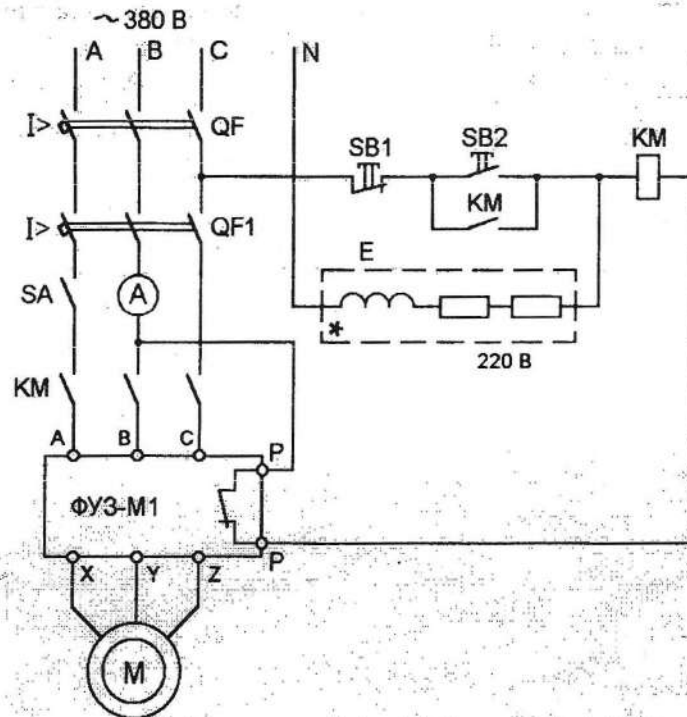 ~ 380 В
A B C N
I> QF
SB1 SB2 KM
KM
I> QF1
E
SA A
*
220 В
KM
A B C P
ФУЗ-М1
X Y Z P
М